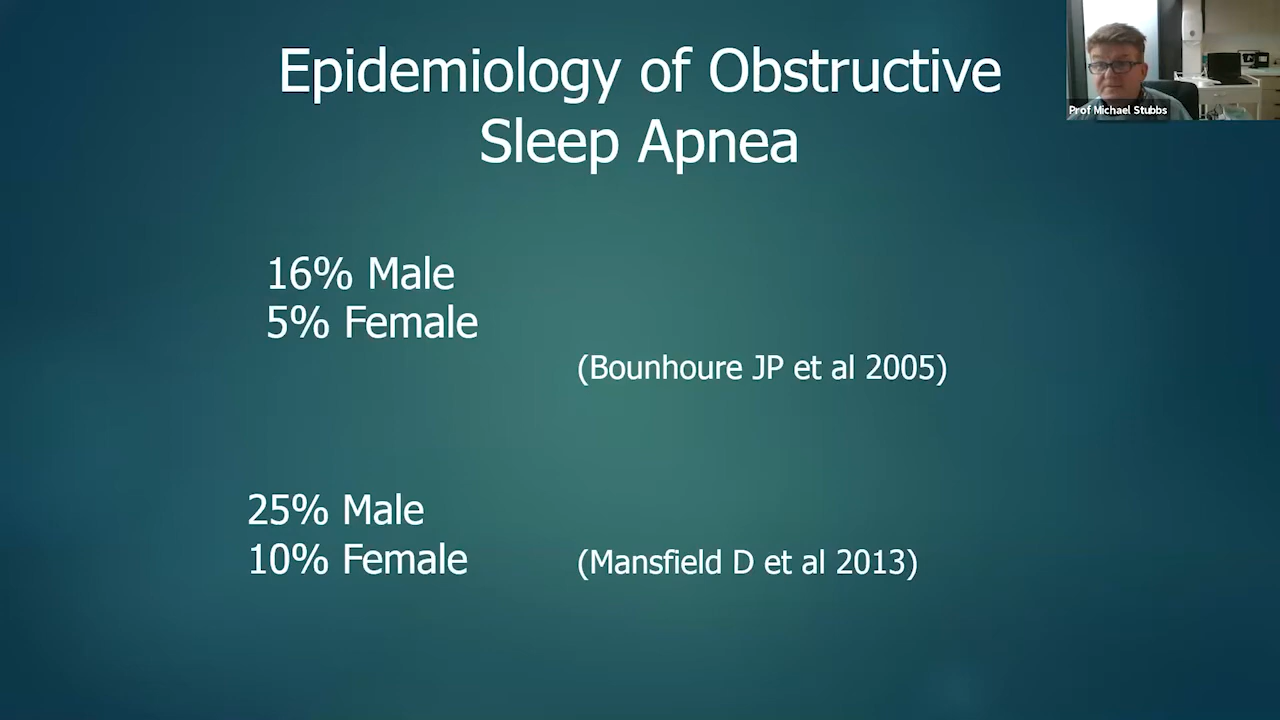 Epidemiology of Obstructive
Sleep Apnea
Prof Michael Stubbs
16% Male
5% Female
(Bounhoure JP et al 2005)
25% Male
10% Female
(Mansfield D et al 2013)